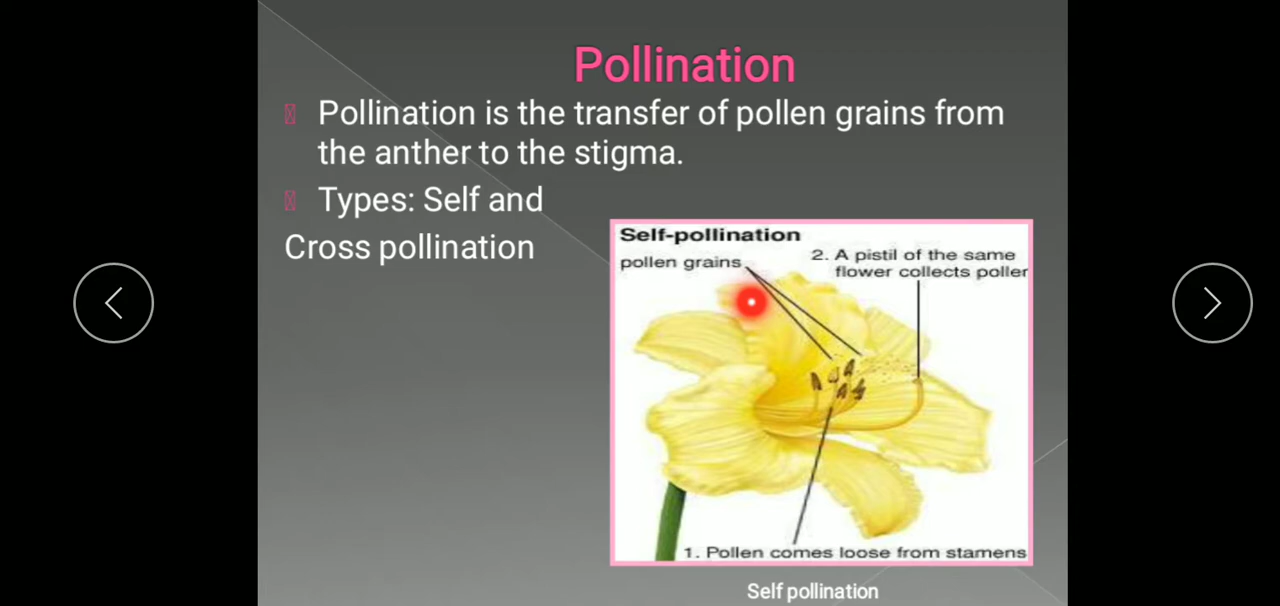 Pollination
Pollination is the transfer of pollen grains from
the anther to the stigma.
Types: Self and
Cross pollination
Self-pollination
pollen grains
2. A pistil of the same
flower collects poller
1. Pollen comes loose from stamens
Self pollination